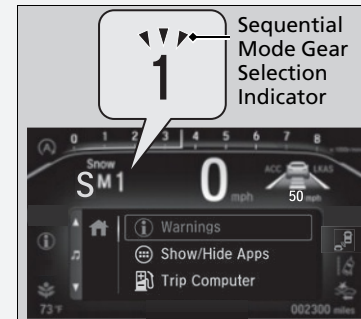 Sequential
Mode Gear
Selection
Indicator
1
0 1 2 3 4 5 6 7 8
Snow
S M 1
0 mph
ACC LKAS
50 mph
Warnings
Show/Hide Apps
Trip Computer
73°F
002300 miles